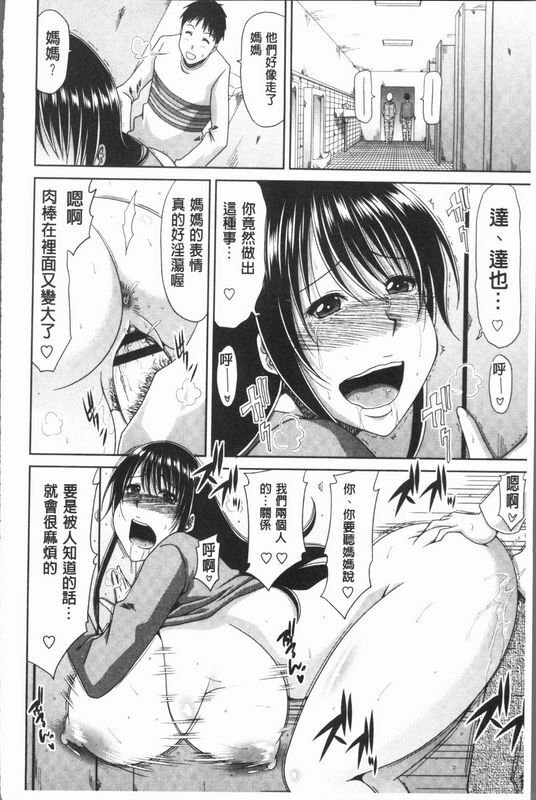 他們好像走了
媽媽
媽媽？
達、達也…♡
呼——♡
你竟然做出
這種事…♡
呼——♡
媽媽的表情
真的好淫蕩喔
嗯啊
肉棒在裡面又變大了♡
嗯啊♡
你、你要聽媽媽說♡
我們兩個人
的…關係♡♡
呼啊♡
要是被人知道的話…
就會很麻煩的♡